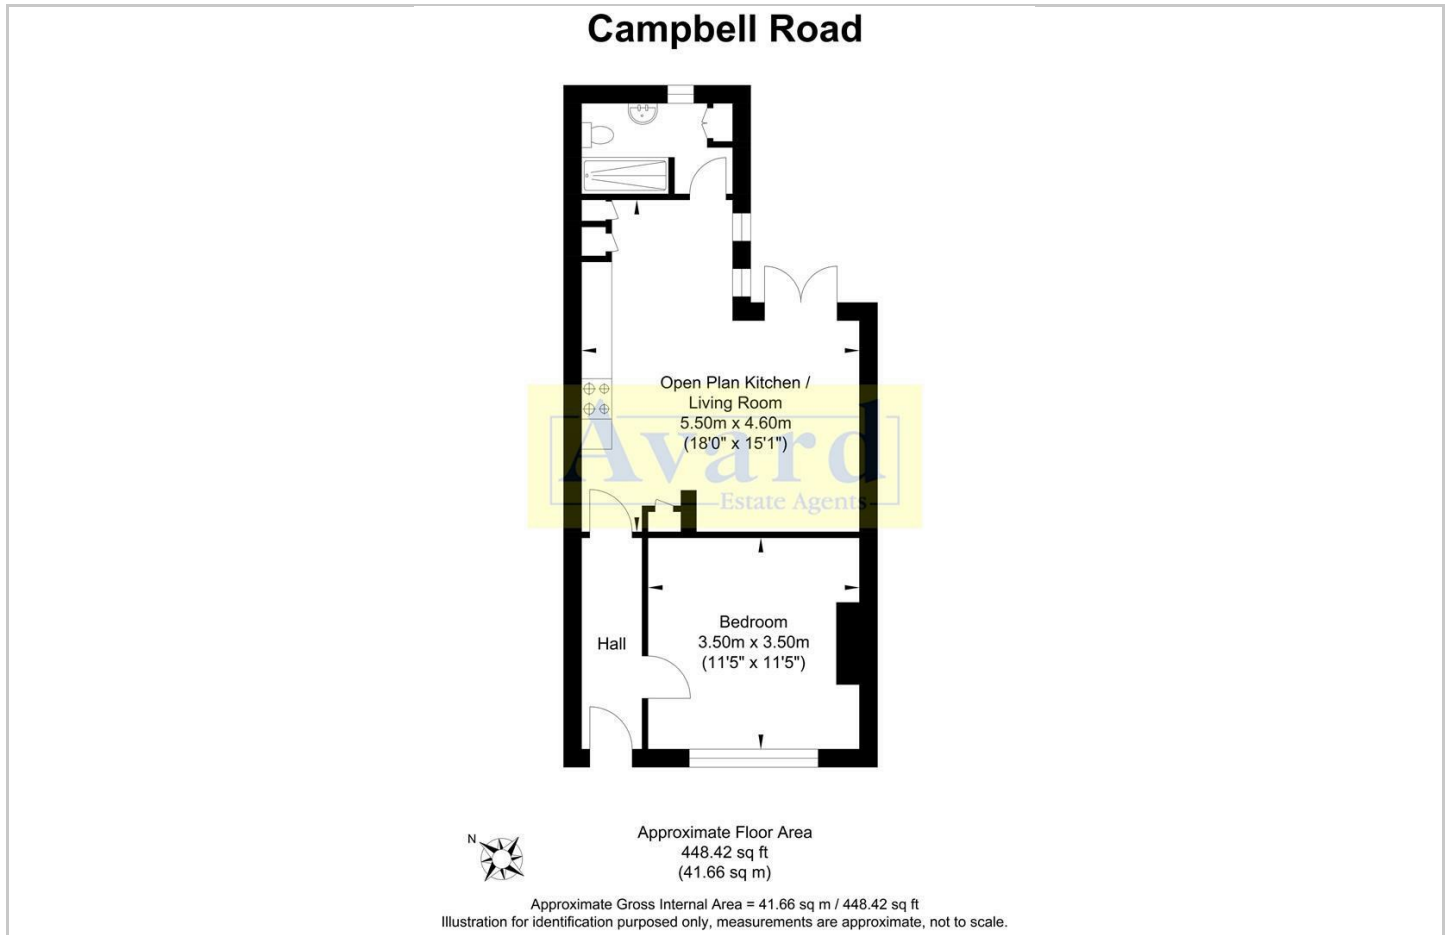 Campbell Road
Open Plan Kitchen /
Living Room
5.50m x 4.60m
(18'0" x 15'1")
Avard
Estate Agents
Bedroom
3.50m x 3.50m
(11'5" x 11'5")
Hall
N
Approximate Floor Area
448.42 sq ft
(41.66 sq m)
Approximate Gross Internal Area = 41.66 sq m / 448.42 sq ft
Illustration for identification purposed only, measurements are approximate, not to scale.